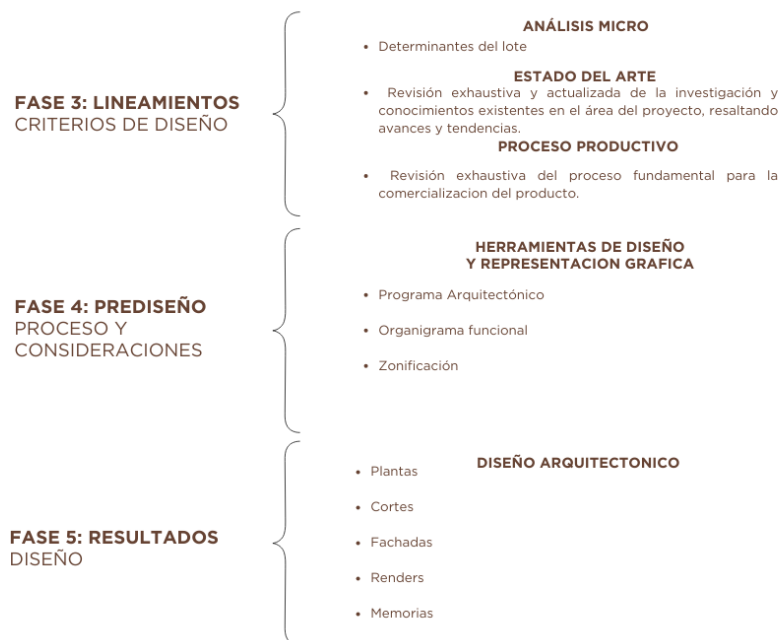 FASE 3: LINEAMIENTOS
CRITERIOS DE DISEÑO
ANÁLISIS MICRO
• Determinantes del lote
ESTADO DEL ARTE
• Revisión exhaustiva y actualizada de la investigación y
conocimientos existentes en el área del proyecto, resaltando
avances y tendencias.
PROCESO PRODUCTIVO
• Revisión exhaustiva del proceso fundamental para la
comercializacion del producto.
FASE 4: PREDISEÑO
PROCESO Y
CONSIDERACIONES
HERRAMIENTAS DE DISEÑO
Y REPRESENTACION GRAFICA
• Programa Arquitectónico
• Organigrama funcional
• Zonificación
FASE 5: RESULTADOS
DISEÑO
DISEÑO ARQUITECTONICO
• Plantas
• Cortes
• Fachadas
• Renders
• Memorias